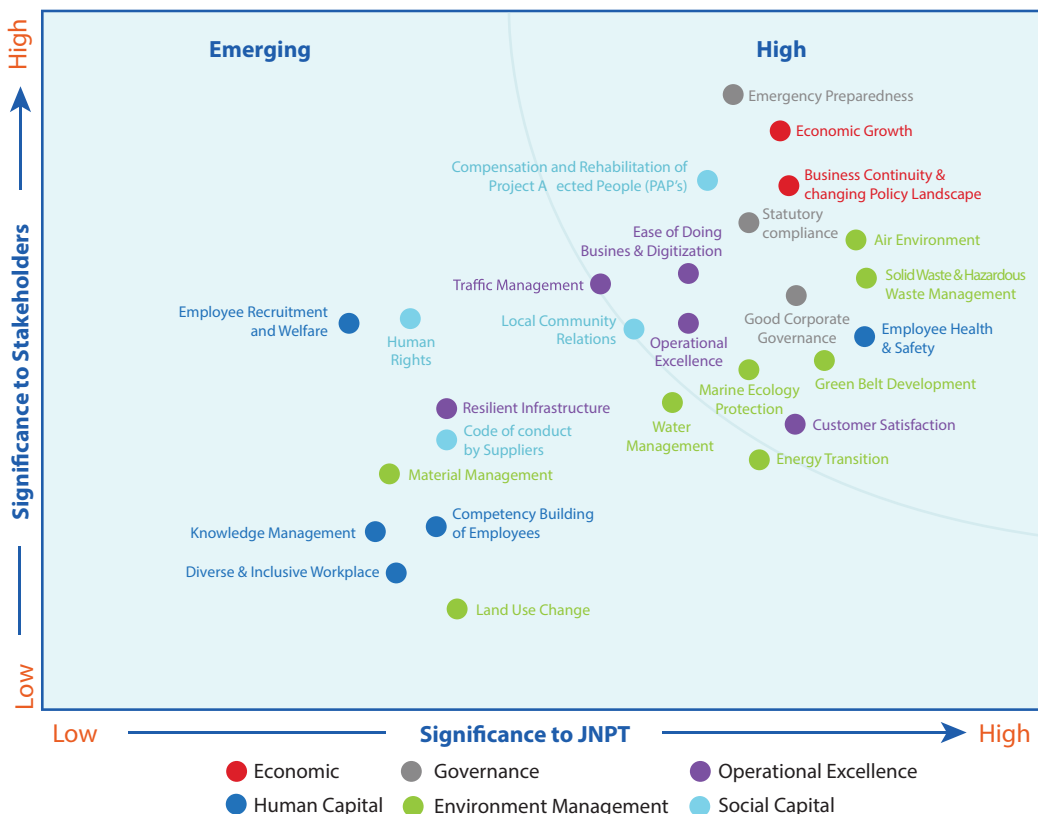 Emerging
High
High
Emergency Preparedness
Economic Growth
Compensation and Rehabilitation of
Project A ected People (PAP's)
Business Continuity &
changing Policy Landscape
Statutory
compliance
Ease of Doing
Busines & Digitization
Air Environment
Solid Waste & Hazardous
Waste Management
Traffic Management
Employee Recruitment
and Welfare
Human
Rights
Local Community
Relations
Operational
Excellence
Good Corporate
Governance
Employee Health
& Safety
Marine Ecology
Protection
Green Belt Development
Resilient Infrastructure
Code of conduct
by Suppliers
Water
Management
Customer Satisfaction
Material Management
Energy Transition
Knowledge Management
Competency Building
of Employees
Diverse & Inclusive Workplace
Land Use Change
Significance to Stakeholders
Low
Low
Significance to JNPT
High
Economic
Governance
Operational Excellence
Human Capital
Environment Management
Social Capital